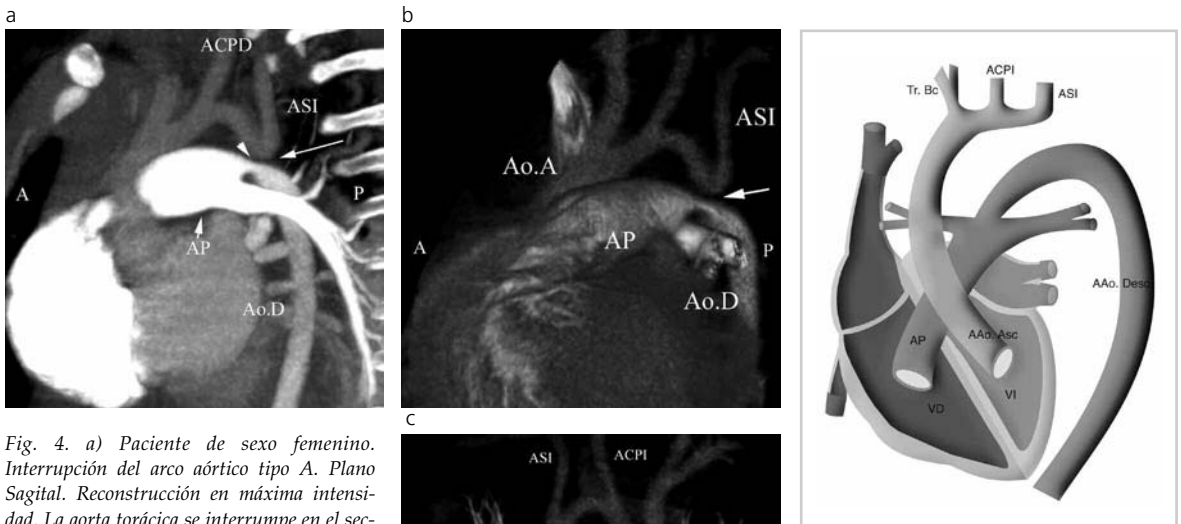 a
ACPD
ASI
A
P
AP
Ao.D
b
ASI
Ao.A
A
AP
P
Ao.D
c
ASI
ACPI
Tr. Bc
ACPI
ASI
AAo. Desc
AP
AAo. Asc
VI
VD
Fig. 4. a) Paciente de sexo femenino.
Interrupción del arco aórtico tipo A. Plano
Sagital. Reconstrucción en máxima intensi-
dad. La aorta torácica se interrumpe en el sec-